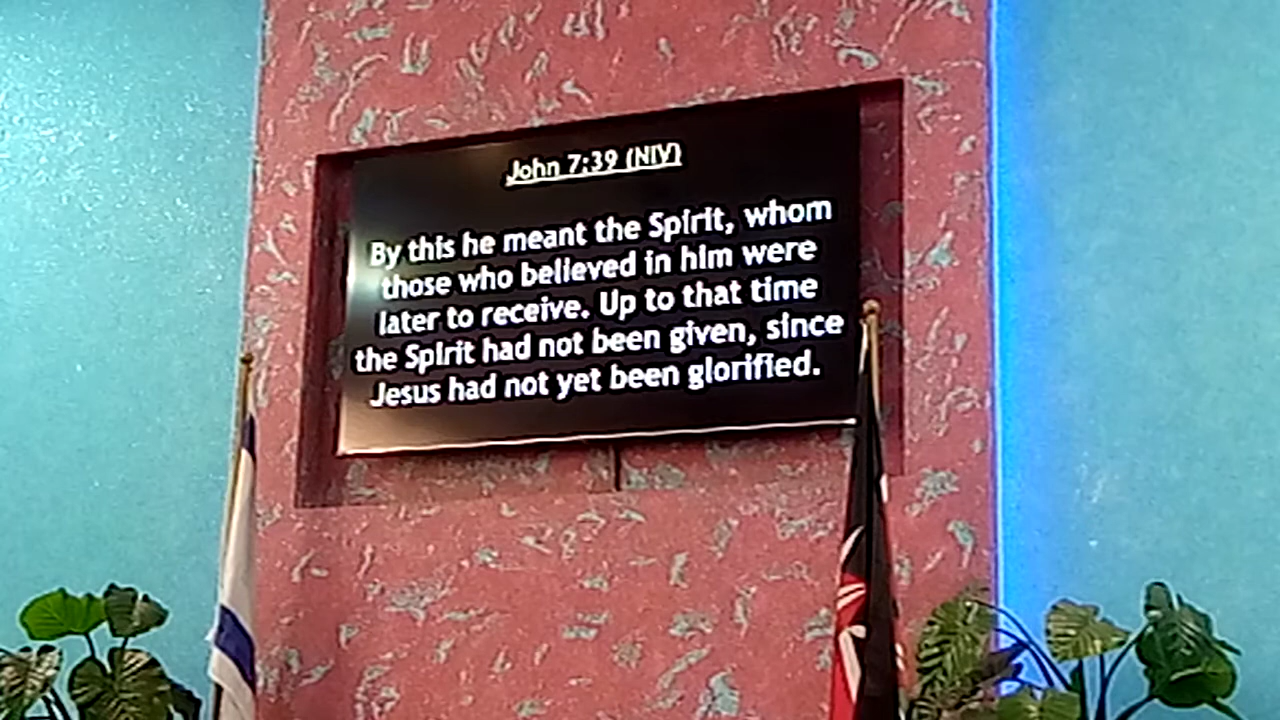 John 7:39 (NIV)
By this he meant the Spirit, whom
those who believed in him were
later to receive. Up to that time
the Spirit had not been given, since
Jesus had not yet been glorified.